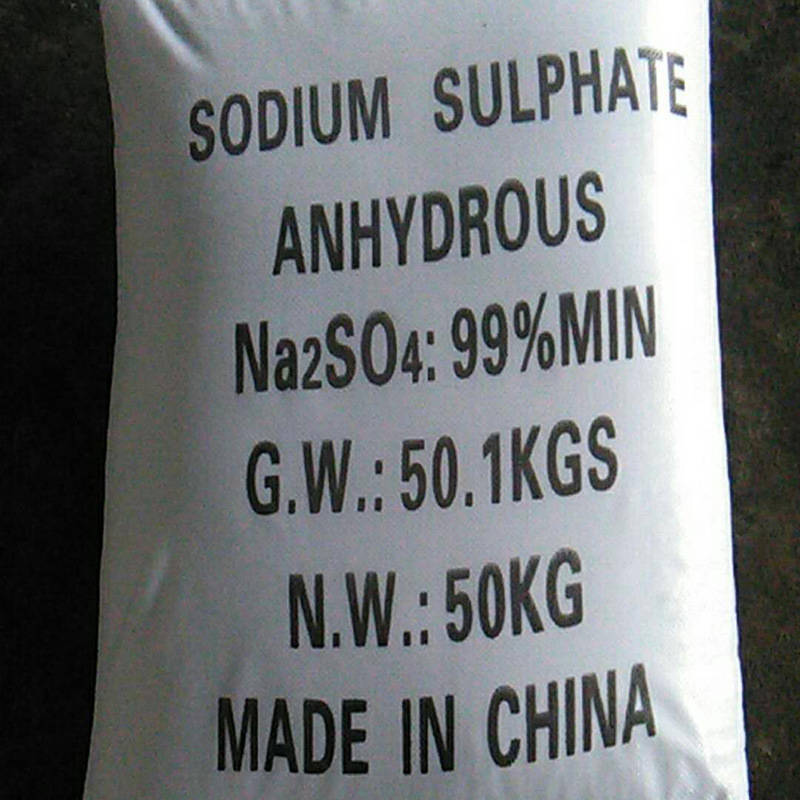 SODIUM SULPHATE
ANHYDROUS
Na2SO4: 99%MIN
G.W.: 50.1KGS
N.W.: 50KG
MADE IN CHINA